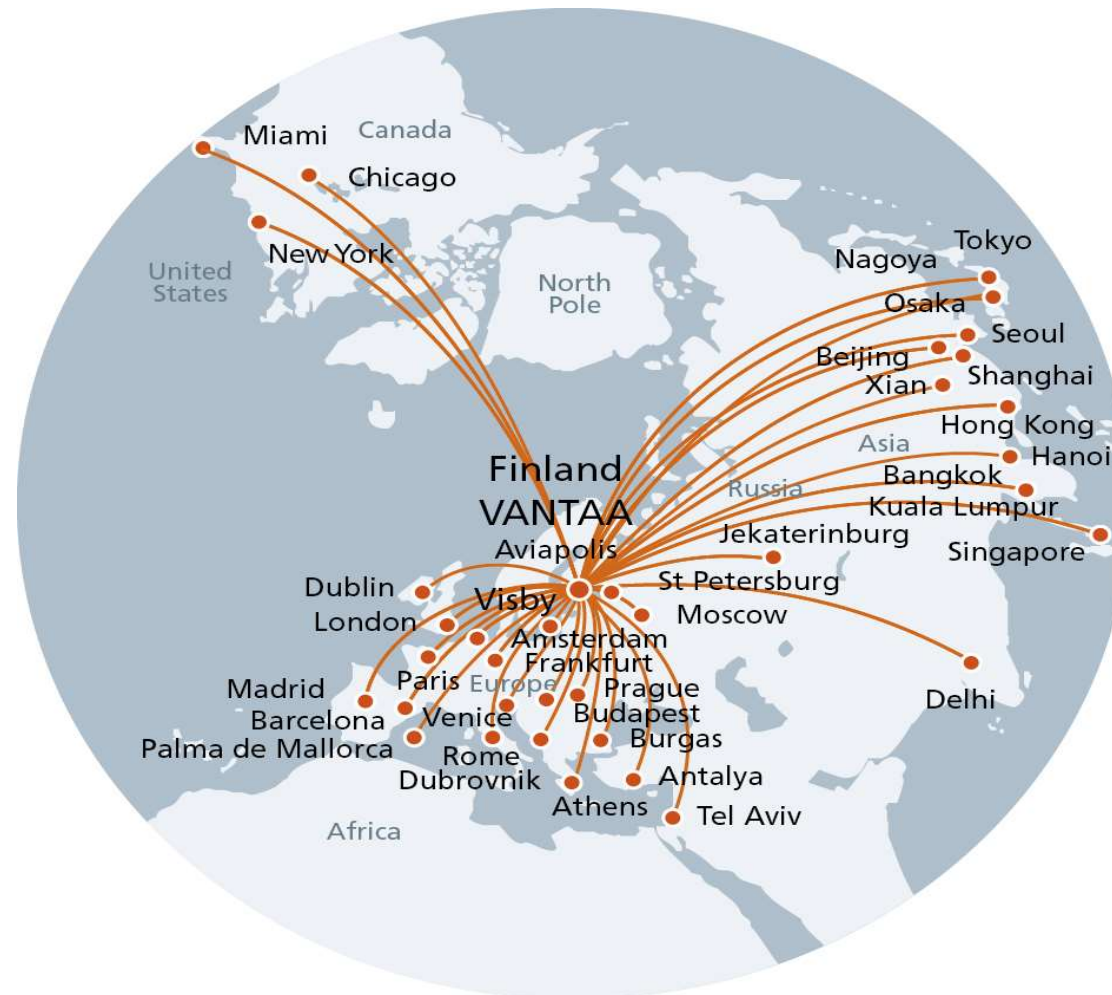 Miami
Canada
Chicago
New York
United
States
North
Pole
Tokyo
Nagoya
Osaka
Seoul
Beijing
Shanghai
Xian
Hong Kong
Asia
Hanoi
Bangkok
Kuala Lumpur
Singapore
Russia
Finland
VANTAA
Aviapolis
Jekaterinburg
St Petersburg
Moscow
Dublin
Visby
London
Amsterdam
Frankfurt
Paris
Europe
Prague
Madrid
Barcelona
Venice
Budapest
Delhi
Palma de Mallorca
Burgas
Rome
Dubrovnik
Antalya
Athens
Tel Aviv
Africa